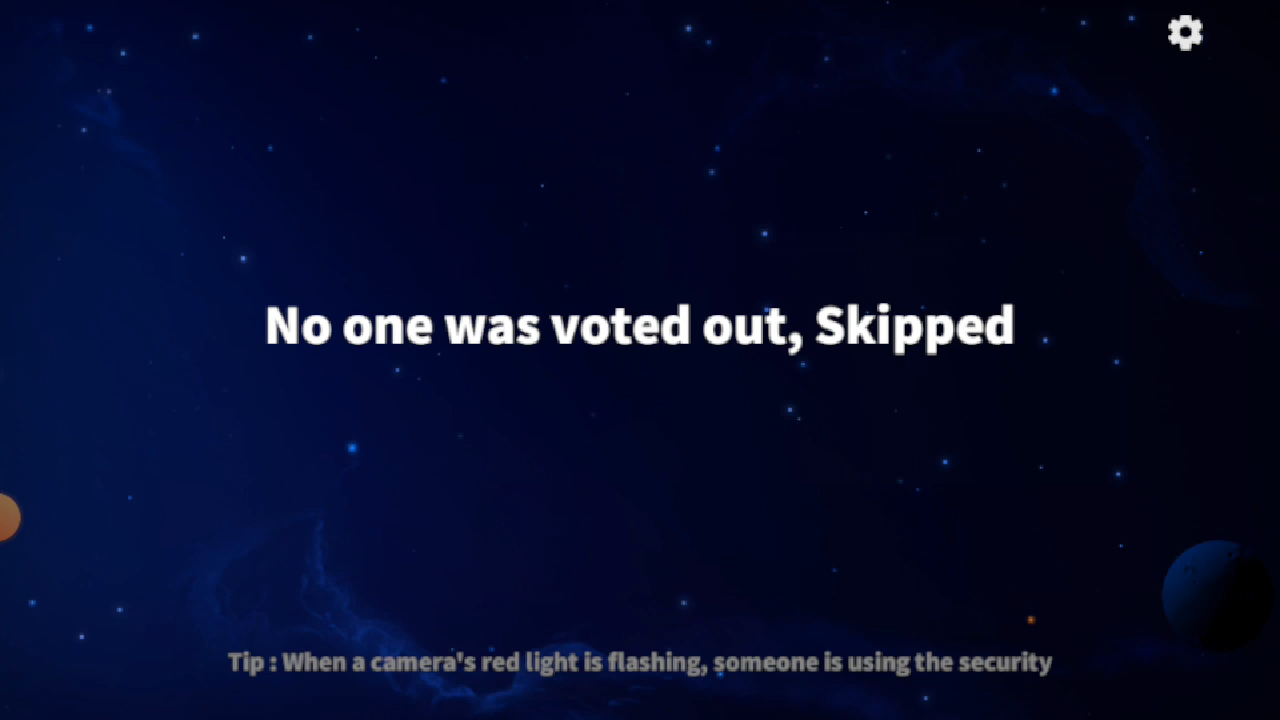 No one was voted out, Skipped
Tip : When a camera's red light is flashing, someone is using the security